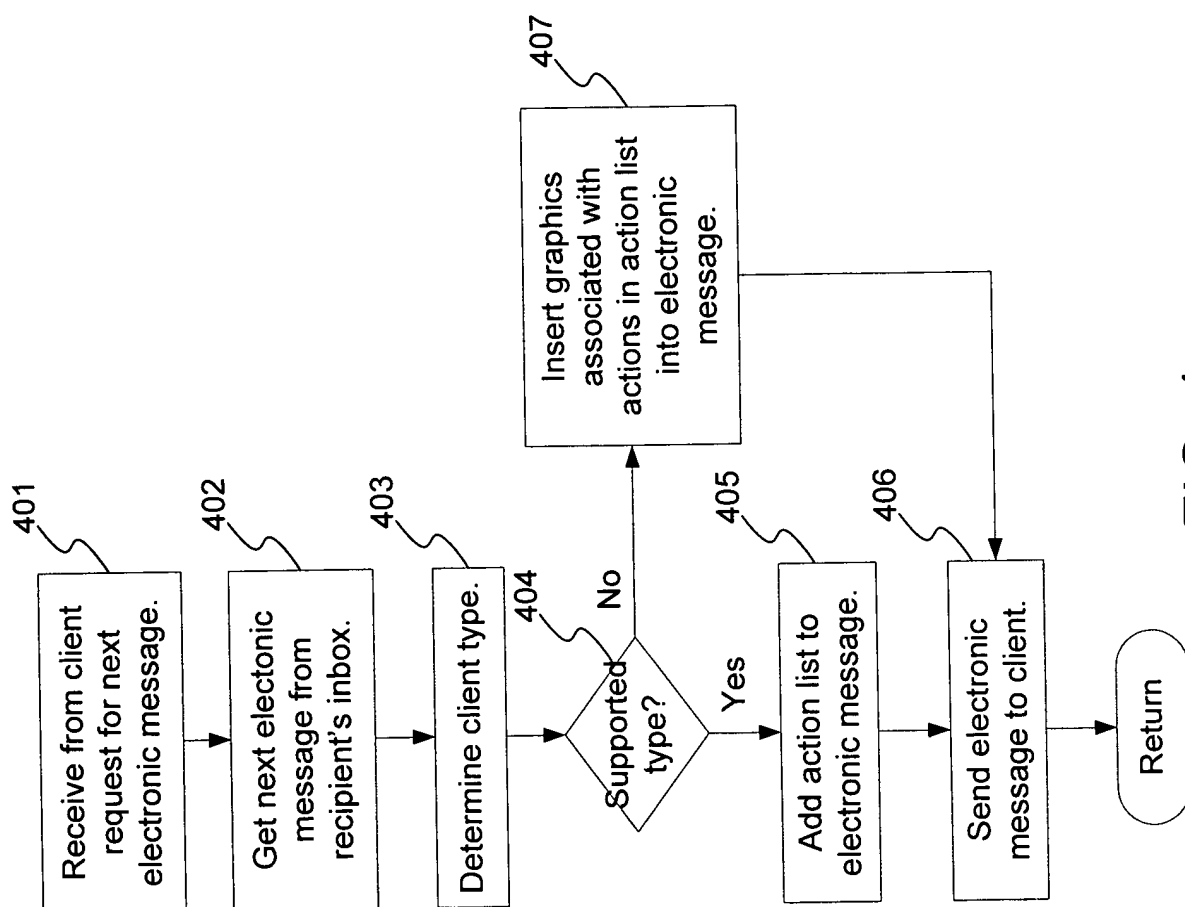 401
Receive from client
request for next
electronic message.
402
Get next electonic
message from
recipient's inbox.
403
Determine client type.
404
Supported
type?
No
Yes
407
Insert graphics
associated with
actions in action list
into electronic
message.
405
Add action list to
electronic message.
406
Send electronic
message to client.
Return